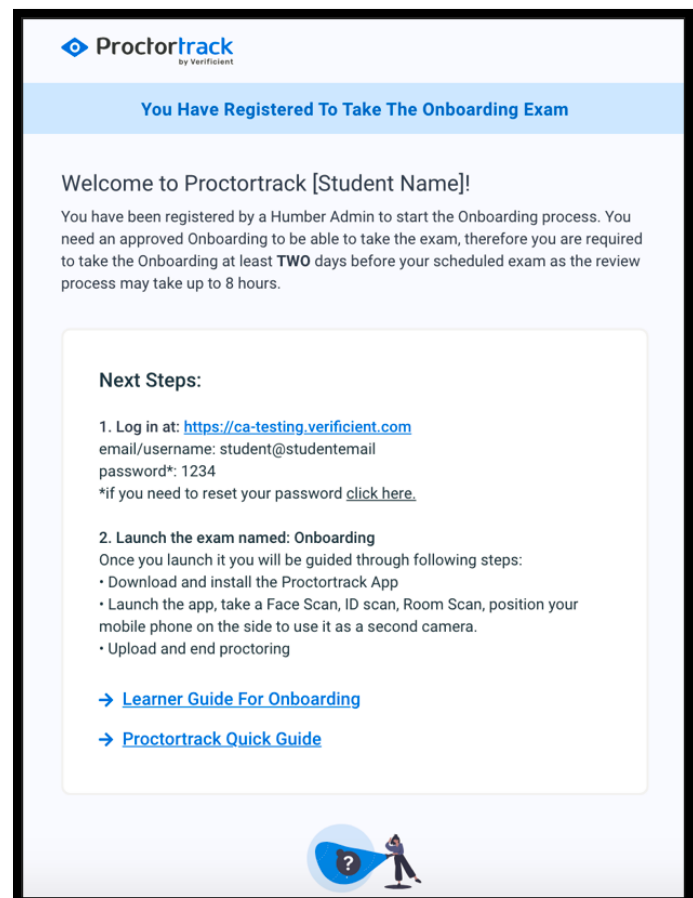 Proctortrack
by Verificient
You Have Registered To Take The Onboarding Exam
Welcome to Proctortrack [Student Name]!
You have been registered by a Humber Admin to start the Onboarding process. You
need an approved Onboarding to be able to take the exam, therefore you are required
to take the Onboarding at least TWO days before your scheduled exam as the review
process may take up to 8 hours.
Next Steps:
1. Log in at: https://ca-testing.verificient.com
email/username: student@studentemail
password*: 1234
*if you need to reset your password click here.
2. Launch the exam named: Onboarding
Once you launch it you will be guided through following steps:
• Download and install the Proctortrack App
• Launch the app, take a Face Scan, ID scan, Room Scan, position your
mobile phone on the side to use it as a second camera.
• Upload and end proctoring
→ Learner Guide For Onboarding
→ Proctortrack Quick Guide
?